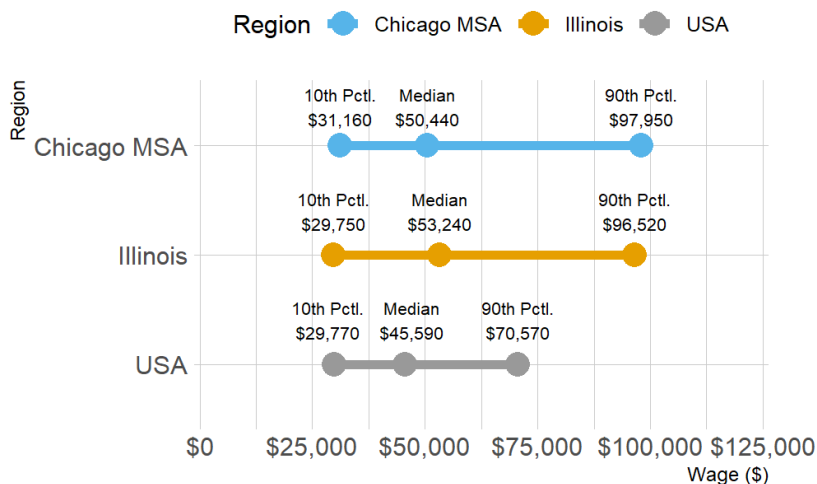 Region Chicago MSA Illinois USA
Region
10th Pctl. Median 90th Pctl.
$31,160 $50,440 $97,950
Chicago MSA
10th Pctl. Median 90th Pctl.
$29,750 $53,240 $96,520
Illinois
10th Pctl. Median 90th Pctl.
$29,770 $45,590 $70,570
USA
$0 $25,000 $50,000 $75,000 $100,000 $125,000
Wage ($)